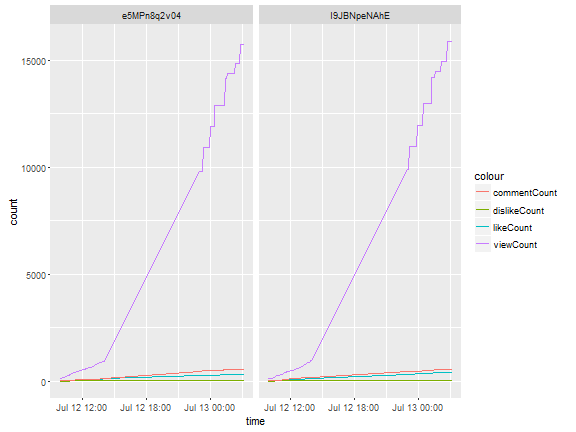 e5MPn8q2v04
I9JBNpeNAhE
15000
10000
5000
0
count
Jul 12 12:00
Jul 12 18:00
Jul 13 00:00
Jul 12 12:00
Jul 12 18:00
Jul 13 00:00
time
colour
commentCount
dislikeCount
likeCount
viewCount